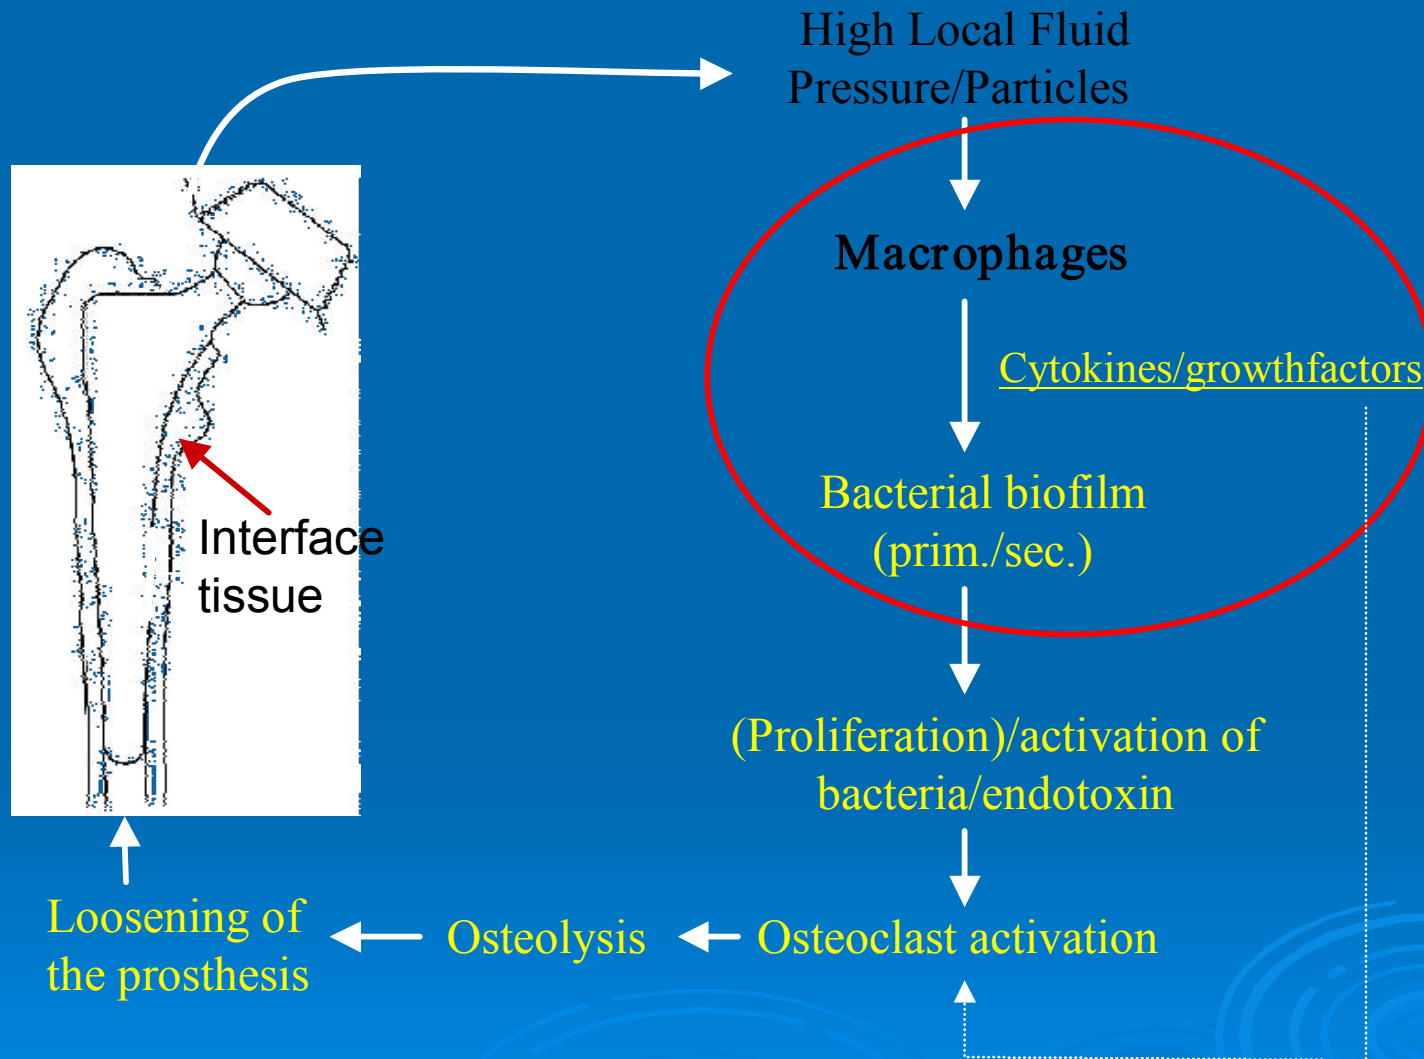 High Local Fluid
Pressure/Particles
Macrophages
Cytokines/growthfactors
Bacterial biofilm
(prim./sec.)
Interface
tissue
(Proliferation)/activation of
bacteria/endotoxin
Loosening of
the prosthesis
Osteolysis
Osteoclast activation